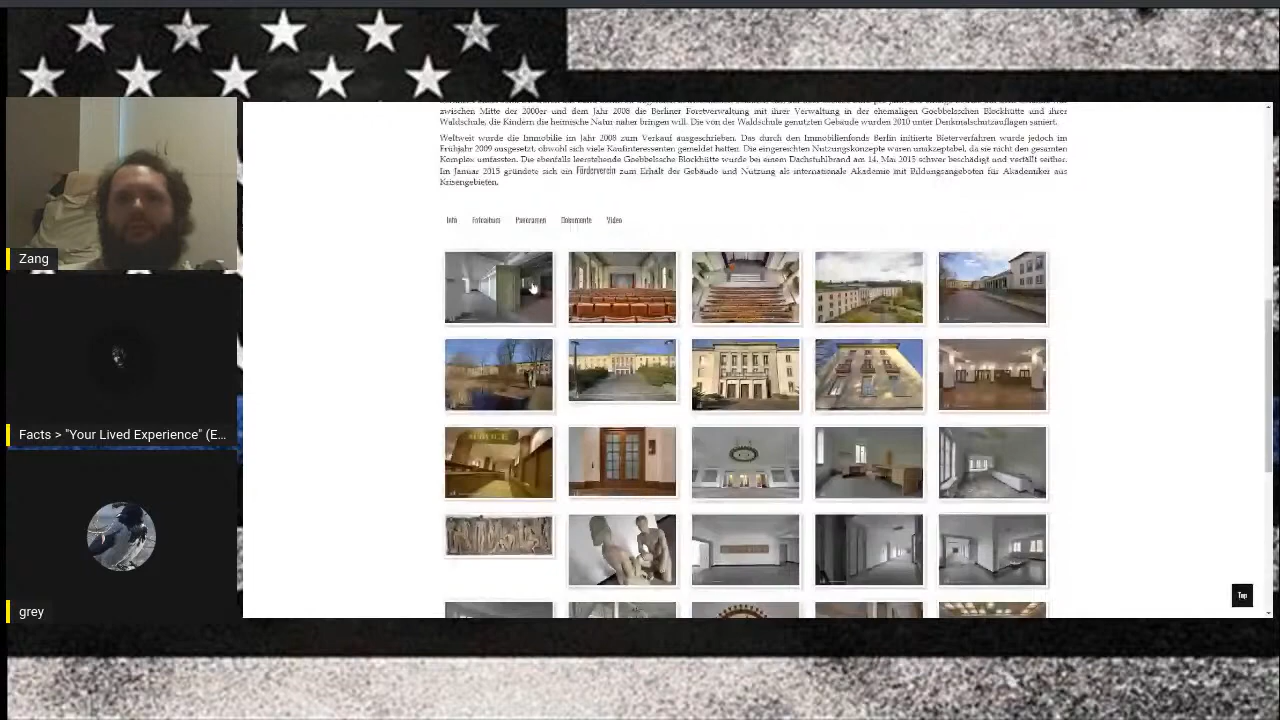 zwischen Mitte der 2000er und dem Jahr 2008 die Berliner Forstverwaltung mit ihrer Verwaltung in der ehemaligen Goebbelschen Blockhütte und ihrer
Waldschule, die Kindern die heimische Natur näher bringen will. Die von der Waldschule genutzten Gebäude wurden 2010 unter Denkmalschutzauflagen saniert.
Weltweit wurde die Immobilie im Jahr 2008 zum Verkauf ausgeschrieben. Das durch den Immobilienfonds Berlin initiierte Bieterverfahren wurde jedoch im
Frühjahr 2009 ausgesetzt, obwohl sich viele Kaufinteressenten gemeldet hatten. Die eingereichten Nutzungskonzepte waren unakzeptabel, da sie nicht den gesamten
Komplex umfassten. Die ebenfalls leerstehende Goebbelssche Blockhütte wurde bei einem Dachstuhlbrand am 14. Mai 2015 schwer beschädigt und verfällt seither.
Im Januar 2015 gründete sich ein Förderverein zum Erhalt der Gebäude und Nutzung als internationale Akademie mit Bildungsangeboten für Akademiker aus
Krisengebieten.
Info Fotoalbum Panoramen Dokumente Video
Zang
Facts > "Your Lived Experience" (E...
grey
Top